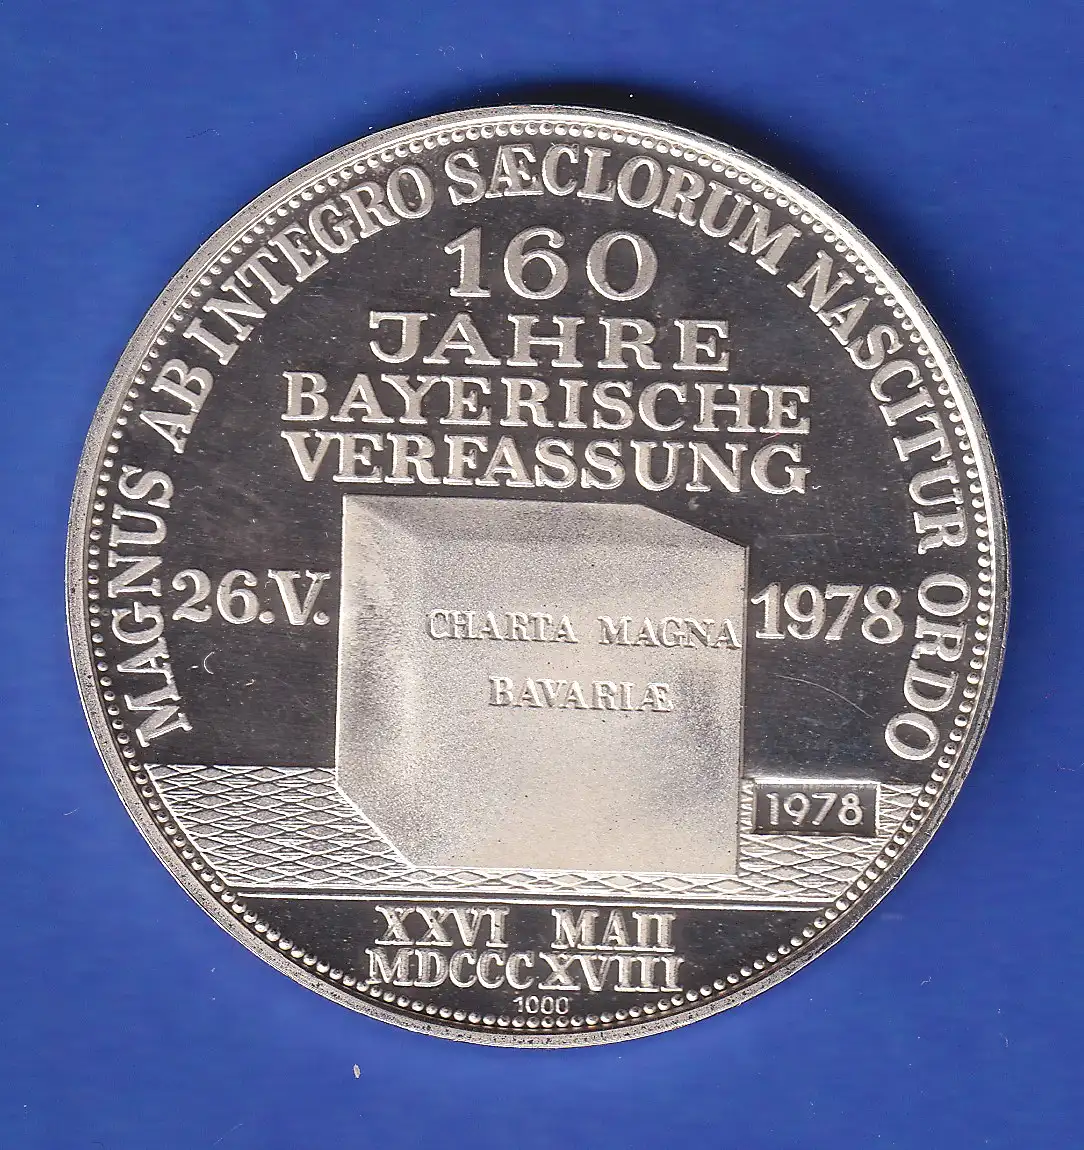 MAGNUS AB INTEGRO SÆCLORUM NASCITUR ORDO
160
JAHRE
BAYERISCHE
VERFASSUNG
26.V. 1978
CHARTA MAGNA
BAVARIÆ
1978
XXVI MAII
MDCCCXVIII
1000